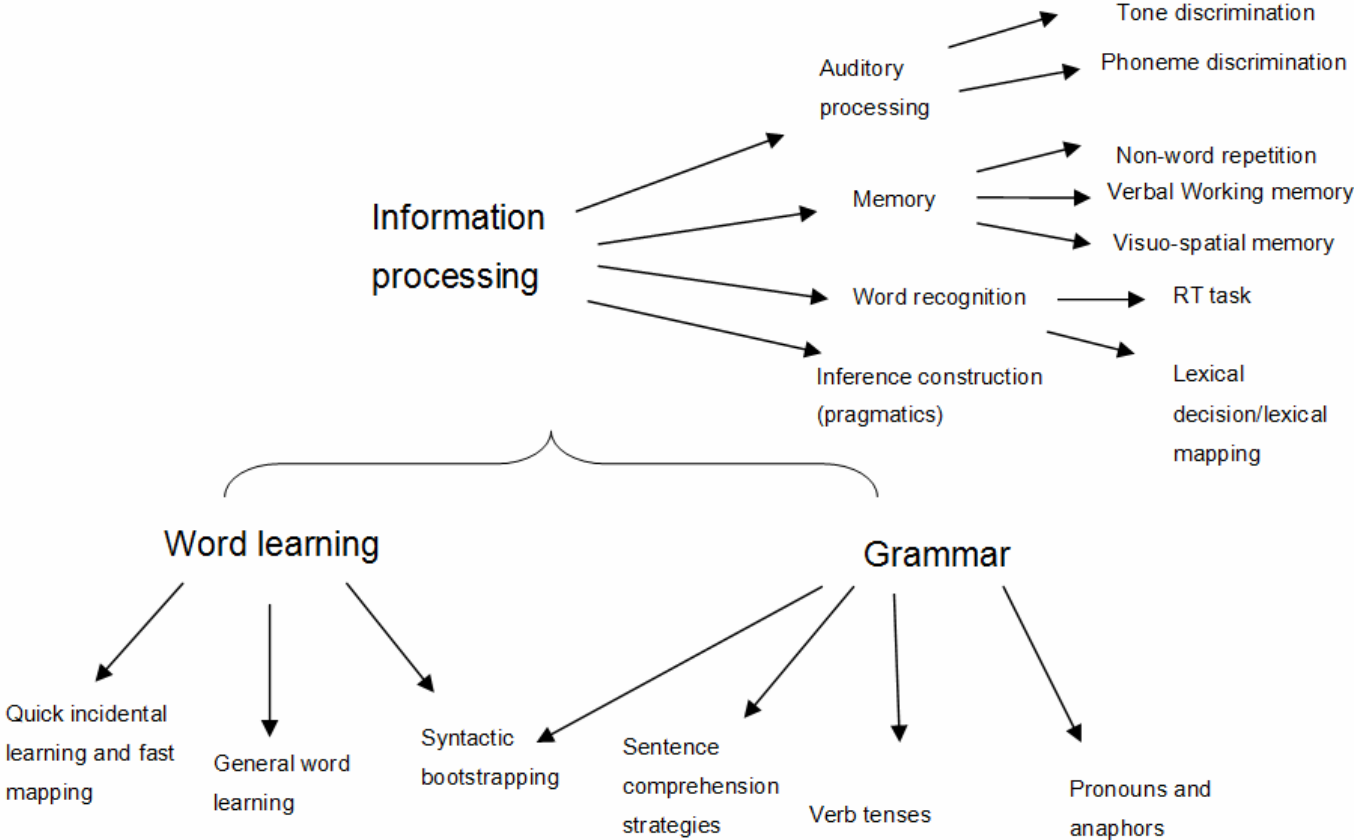 Tone discrimination
Phoneme discrimination
Auditory
processing
Non-word repetition
Verbal Working memory
Visuo-spatial memory
Memory
Information
processing
Word recognition
RT task
Inference construction
(pragmatics)
Lexical
decision/lexical
mapping
Word learning
Grammar
Quick incidental
learning and fast
mapping
General word
learning
Syntactic
bootstrapping
Sentence
comprehension
strategies
Verb tenses
Pronouns and
anaphors